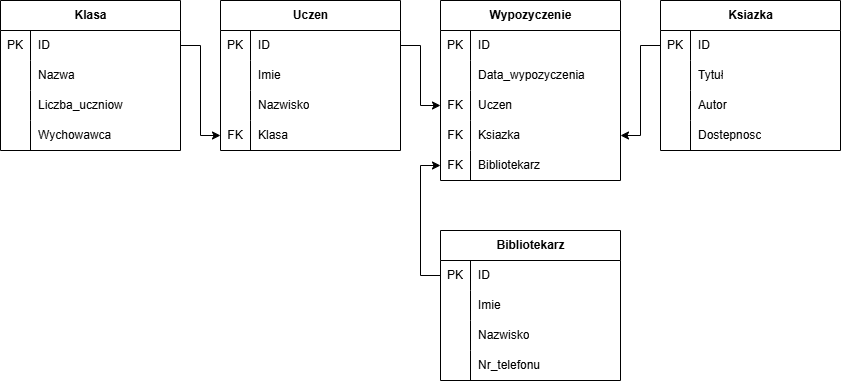 Klasa
PK ID
Nazwa
Liczba_uczniow
Wychowawca
Uczen
PK ID
Imie
Nazwisko
FK Klasa
Wypozyczenie
PK ID
Data_wypozyczenia
FK Uczen
FK Ksiazka
FK Bibliotekarz
Ksiazka
PK ID
Tytuł
Autor
Dostepnosc
Bibliotekarz
PK ID
Imie
Nazwisko
Nr_telefonu